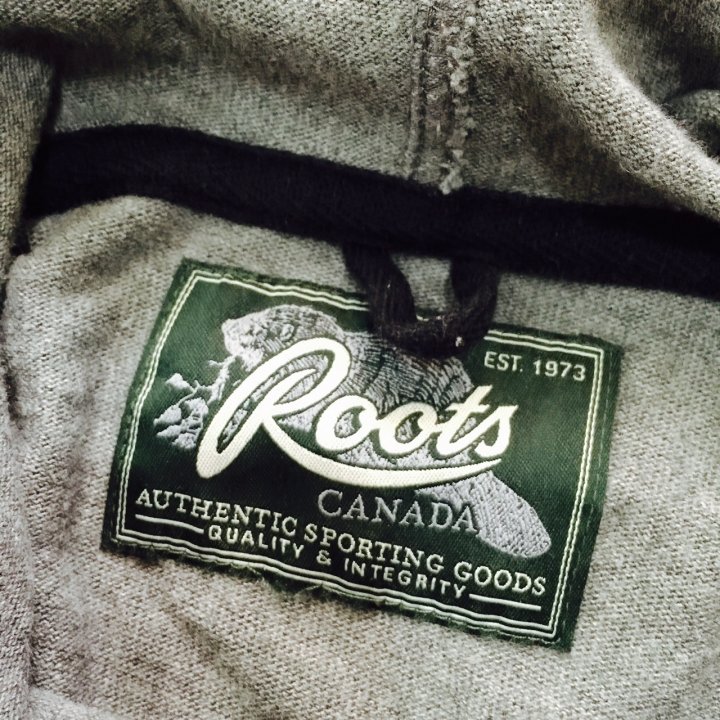 EST. 1973
Roots
CANADA
AUTHENTIC SPORTING GOODS
QUALITY & INTEGRITY